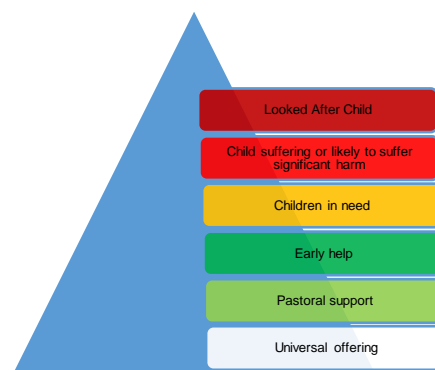 Looked After Child
Child suffering or likely to suffer
significant harm
Children in need
Early help
Pastoral support
Universal offering